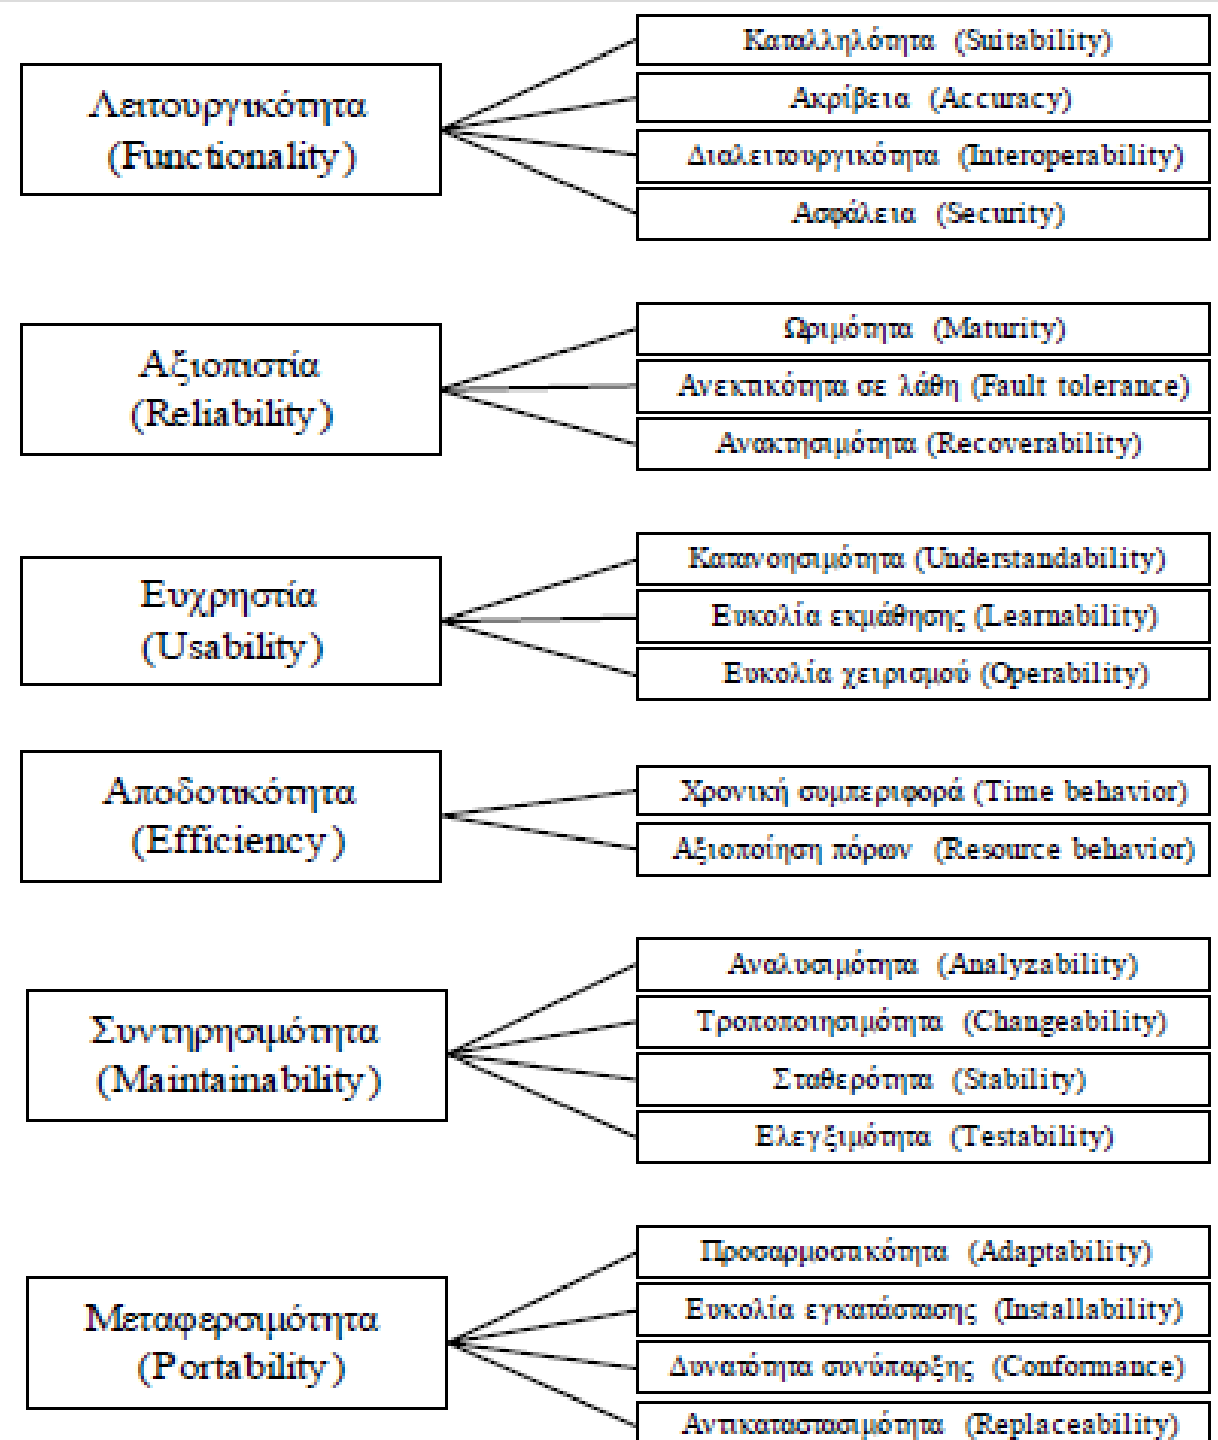 Λειτουργικότητα
(Functionality)
Καταλληλότητα (Suitability)
Ακρίβεια (Accuracy)
Διαλειτουργικότητα (Interoperability)
Ασφάλεια (Security)
Αξιοπιστία
(Reliability)
Ωριμότητα (Maturity)
Ανεκτικότητα σε λάθη (Fault tolerance)
Ανακτησιμότητα (Recoverability)
Ευχρηστία
(Usability)
Κατανοησιμότητα (Understandability)
Ευκολία εκμάθησης (Learnability)
Ευκολία χειρισμού (Operability)
Αποδοτικότητα
(Efficiency)
Χρονική συμπεριφορά (Time behavior)
Αξιοποίηση πόρων (Resource behavior)
Συντηρησιμότητα
(Maintainability)
Αναλυσιμότητα (Analyzability)
Τροποποιησιμότητα (Changeability)
Σταθερότητα (Stability)
Ελεγξιμότητα (Testability)
Μεταφερσιμότητα
(Portability)
Προσαρμοστικότητα (Adaptability)
Ευκολία εγκατάστασης (Installability)
Δυνατότητα συνύπαρξης (Conformance)
Αντικαταστασιμότητα (Replaceability)